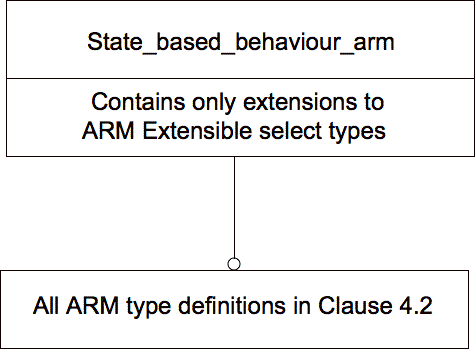 State_based_behaviour_arm
Contains only extensions to
ARM Extensible select types
All ARM type definitions in Clause 4.2